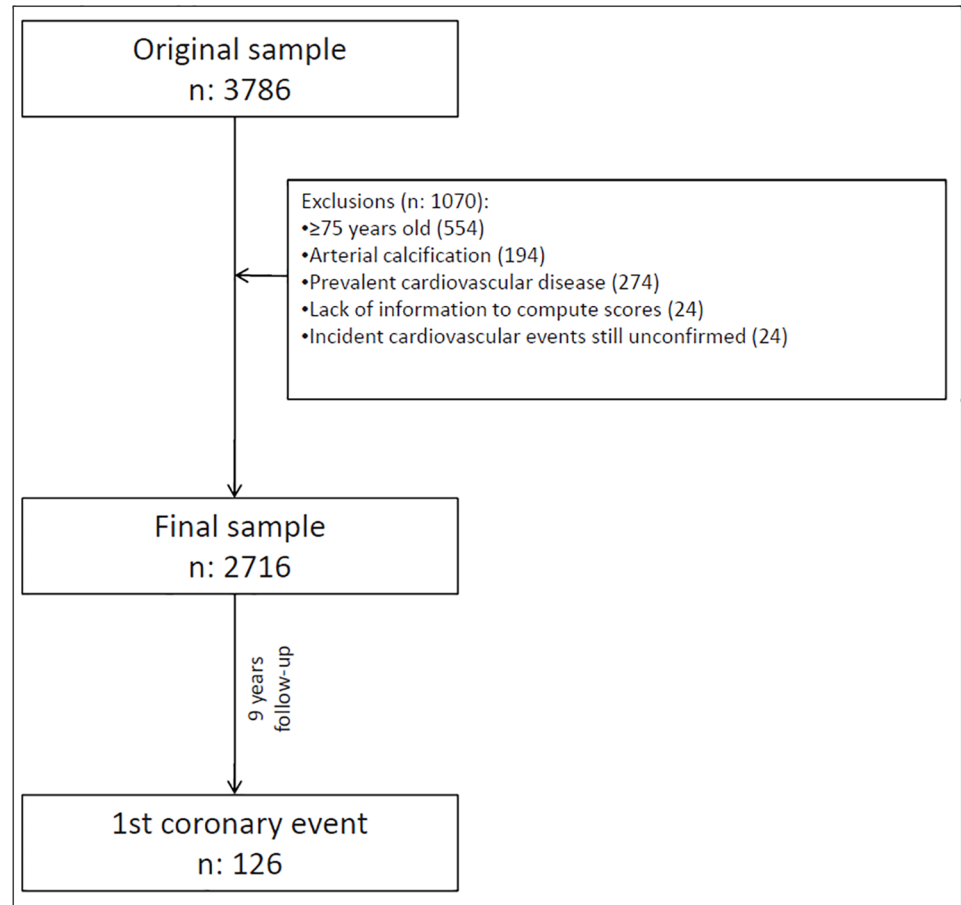 Original sample
n: 3786
Exclusions (n: 1070):
•≥75 years old (554)
•Arterial calcification (194)
•Prevalent cardiovascular disease (274)
•Lack of information to compute scores (24)
•Incident cardiovascular events still unconfirmed (24)
Final sample
n: 2716
9 years
follow-up
1st coronary event
n: 126